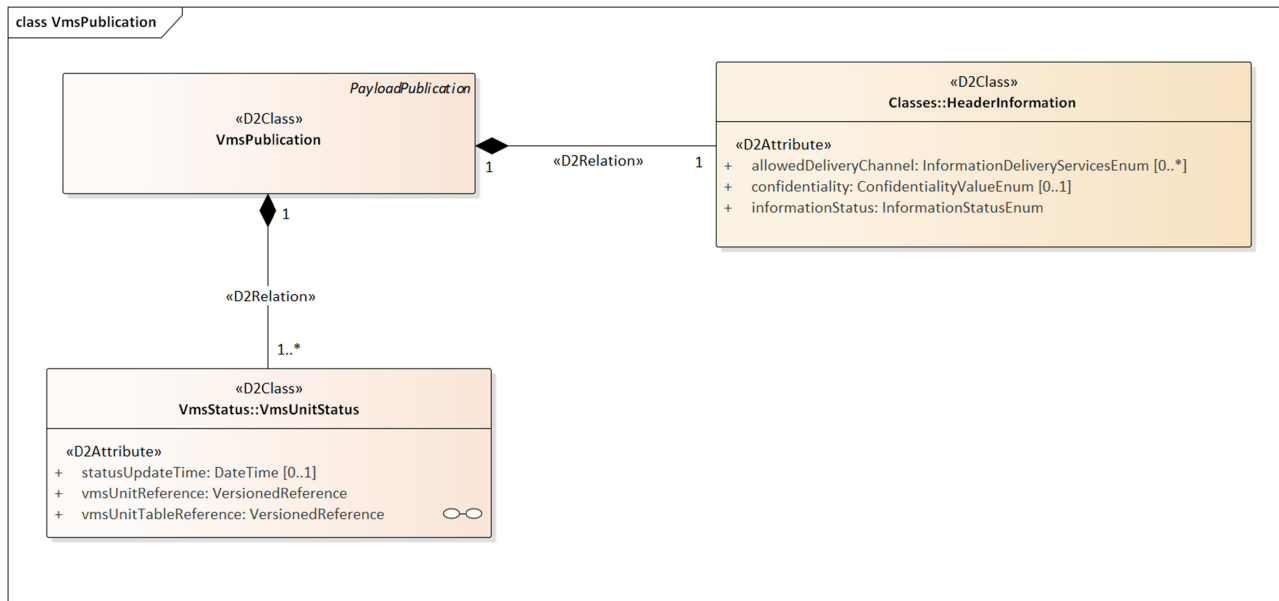 class VmsPublication
PayloadPublication
«D2Class»
VmsPublication
1
«D2Relation»
1
«D2Class»
Classes::HeaderInformation
«D2Attribute»
+ allowedDeliveryChannel: InformationDeliveryServicesEnum [0..*]
+ confidentiality: ConfidentialityValueEnum [0..1]
+ informationStatus: InformationStatusEnum
1
«D2Relation»
1..*
«D2Class»
VmsStatus::VmsUnitStatus
«D2Attribute»
+ statusUpdateTime: DateTime [0..1]
+ vmsUnitReference: VersionedReference
+ vmsUnitTableReference: VersionedReference